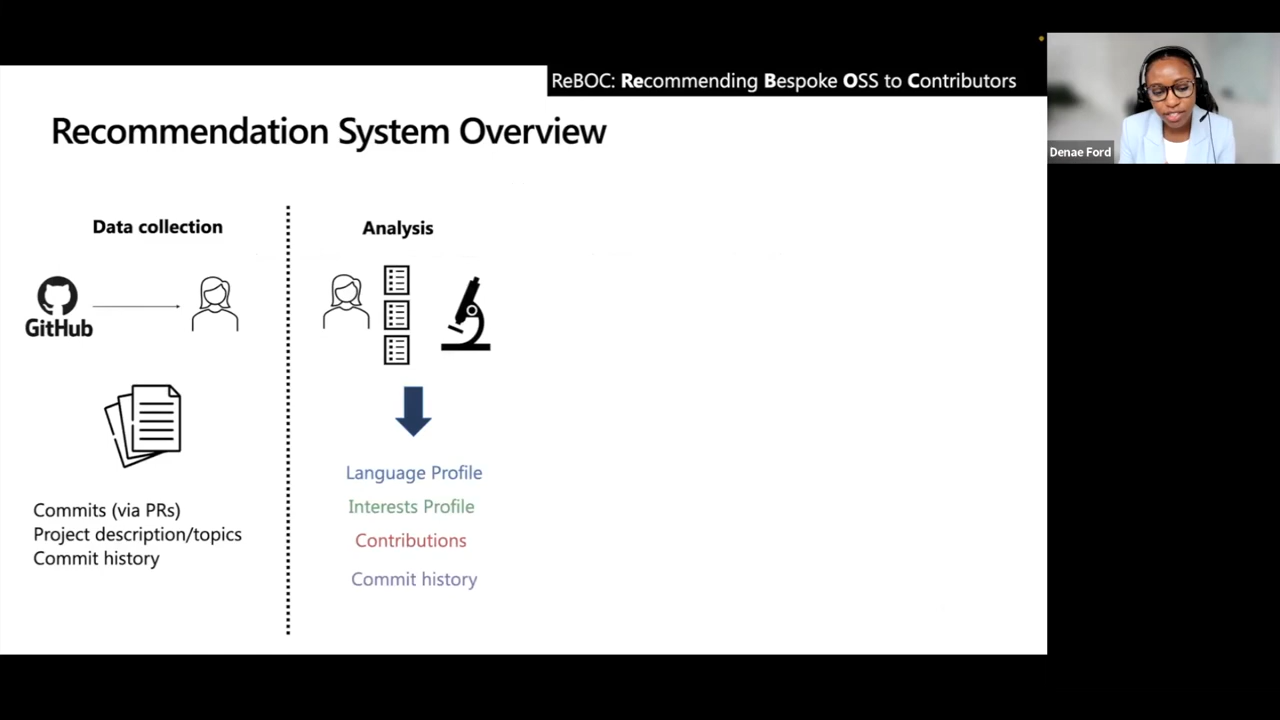 ReBOC: Recommending Bespoke OSS to Contributors
Recommendation System Overview
Data collection
GitHub
Commits (via PRs)
Project description/topics
Commit history
Analysis
Language Profile
Interests Profile
Contributions
Commit history
Denae Ford